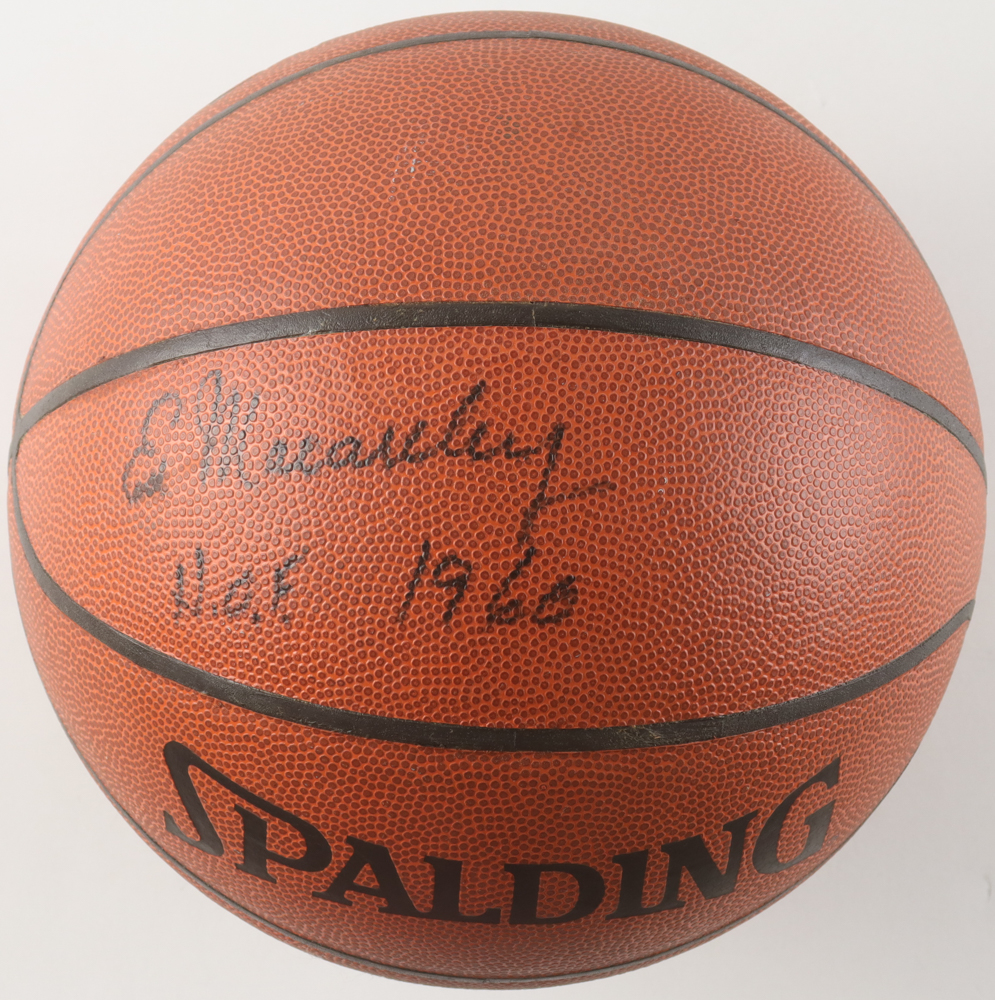 E Macauley
H.O.F 1960
SPALDING